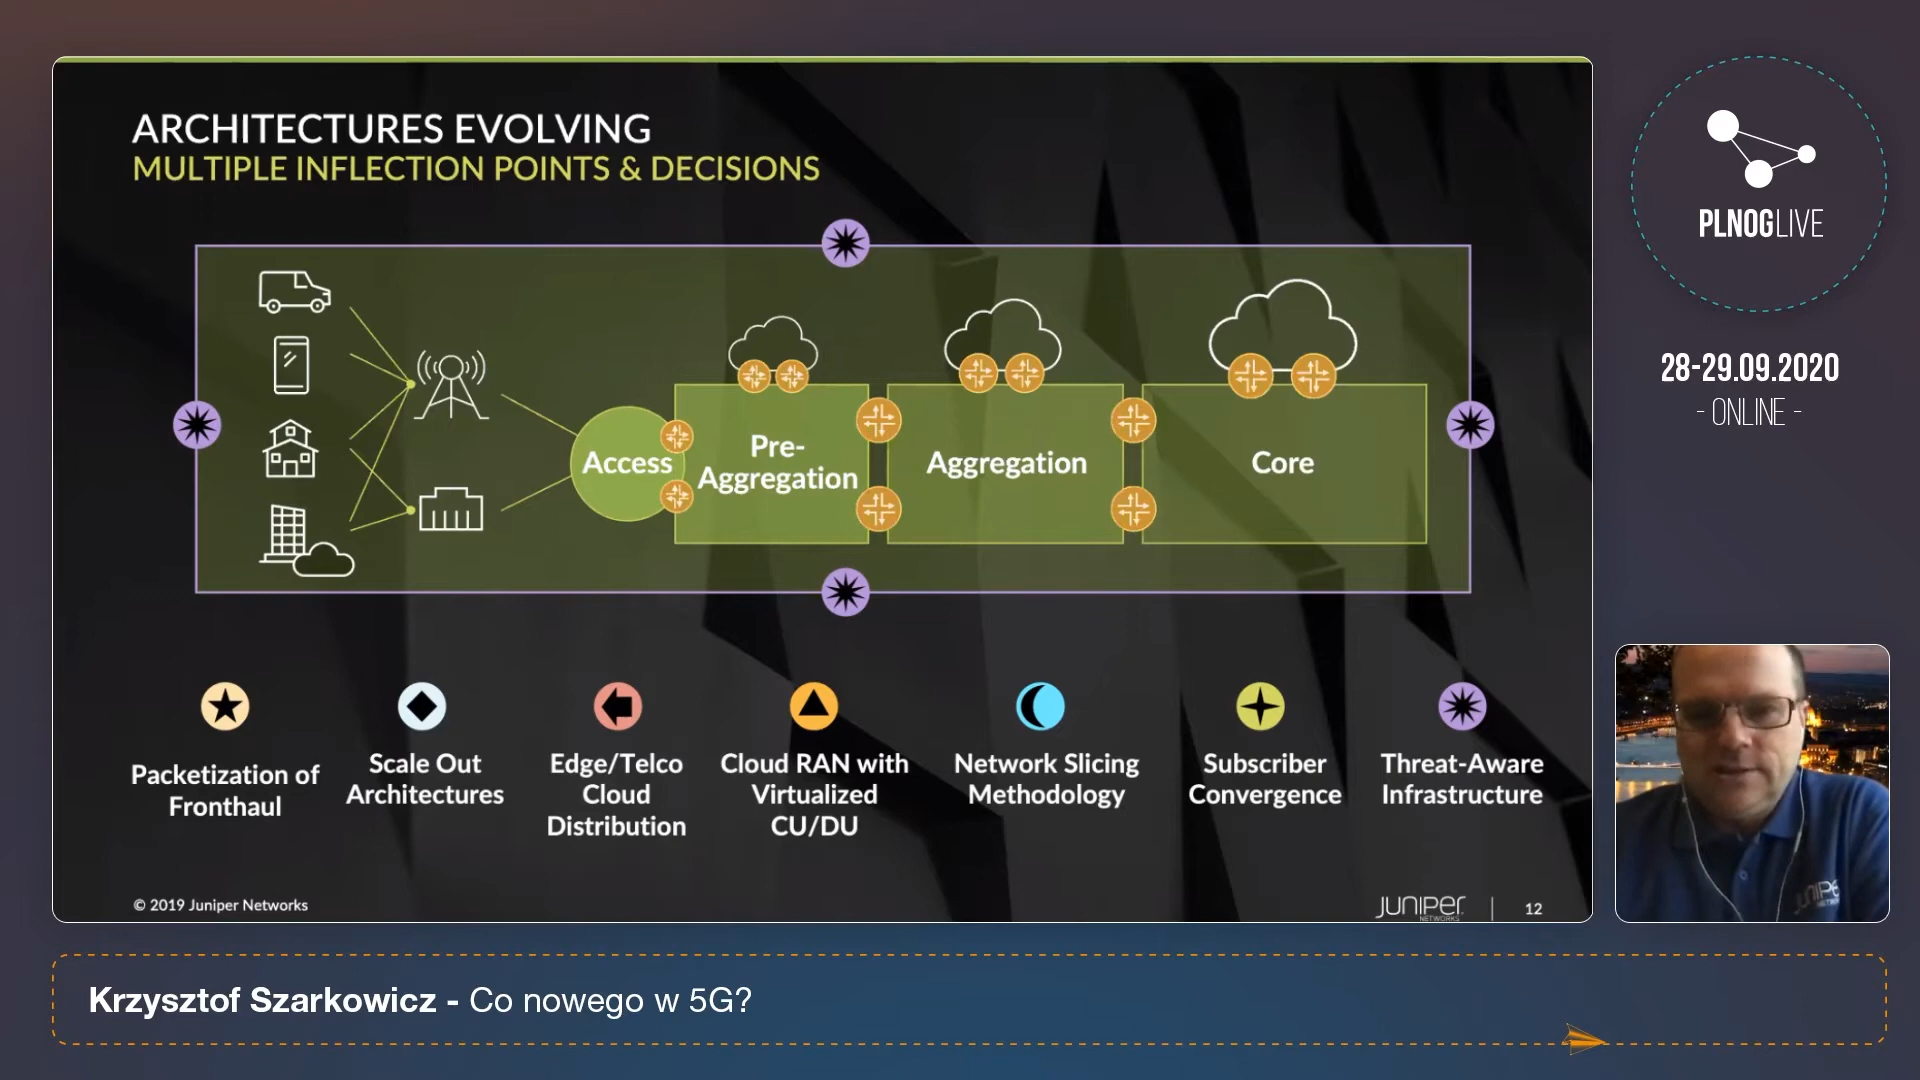 ARCHITECTURES EVOLVING
MULTIPLE INFLECTION POINTS & DECISIONS
Access
Pre-
Aggregation
Aggregation
Core
Packetization of
Fronthaul
Scale Out
Architectures
Edge/Telco
Cloud
Distribution
Cloud RAN with
Virtualized
CU/DU
Network Slicing
Methodology
Subscriber
Convergence
Threat-Aware
Infrastructure
© 2019 Juniper Networks
JUNIPER
NETWORKS
12
PLNOGLIVE
28-29.09.2020
- ONLINE -
JUNIPE
Krzysztof Szarkowicz - Co nowego w 5G?